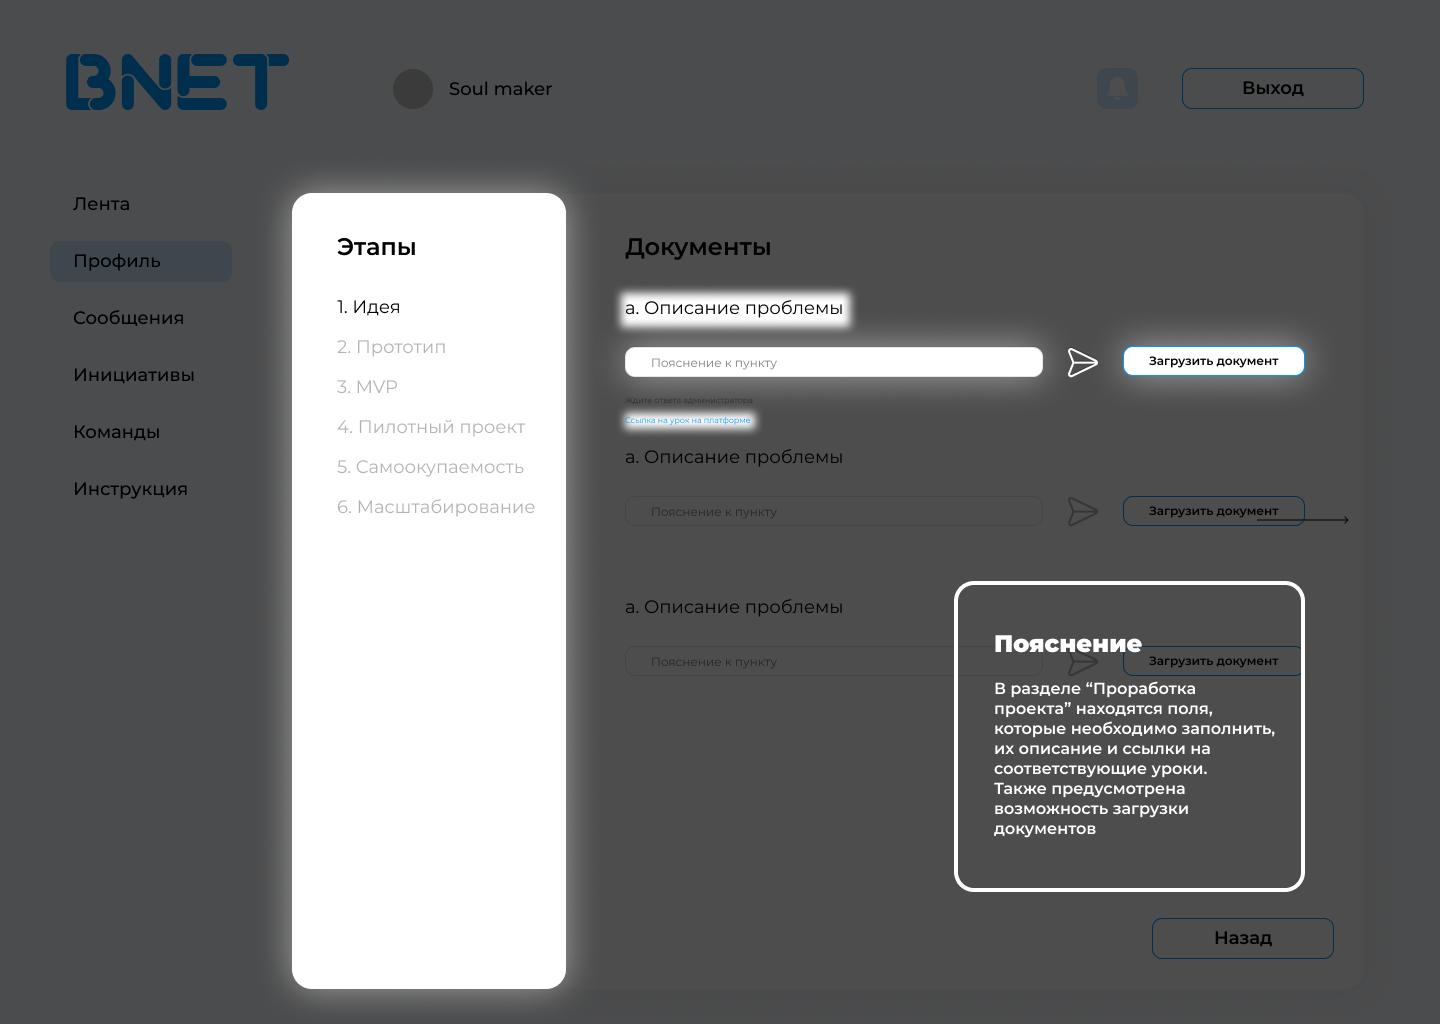 BNET
Soul maker
Выход
Лента
Профиль
Сообщения
Инициативы
Команды
Инструкция
Этапы
1. Идея
2. Прототип
3. MVP
4. Пилотный проект
5. Самоокупаемость
6. Масштабирование
Документы
а. Описание проблемы
Пояснение к пункту
Загрузить документ
Ждите ответа администратора
Ссылка на урок на платформе
а. Описание проблемы
Пояснение к пункту
Загрузить документ
а. Описание проблемы
Пояснение к пункту
Загрузить документ
Пояснение
В разделе “Проработка
проекта” находятся поля,
которые необходимо заполнить,
их описание и ссылки на
соответствующие уроки.
Также предусмотрена
возможность загрузки
документов
Назад